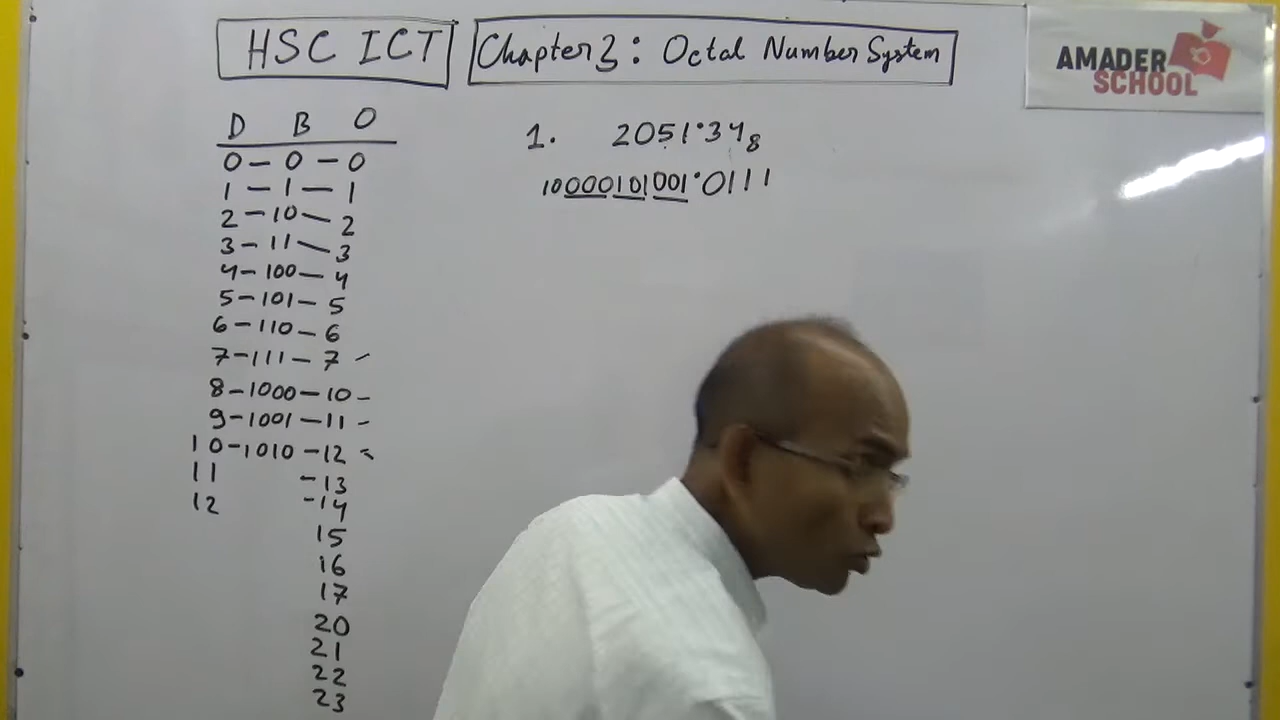 HSC ICT
Chapter 3: Octal Number System
AMADER
SCHOOL
D B O
0 – 0 – 0
1 – 1 – 1
2 – 10 – 2
3 – 11 – 3
4 – 100 – 4
5 – 101 – 5
6 – 110 – 6
7 – 111 – 7 –
8 – 1000 – 10 –
9 – 1001 – 11 –
10 – 1010 – 12 –
11 – 13
12 – 14
15
16
17
20
21
22
23
1. 2051.34₈
10000101001.0111